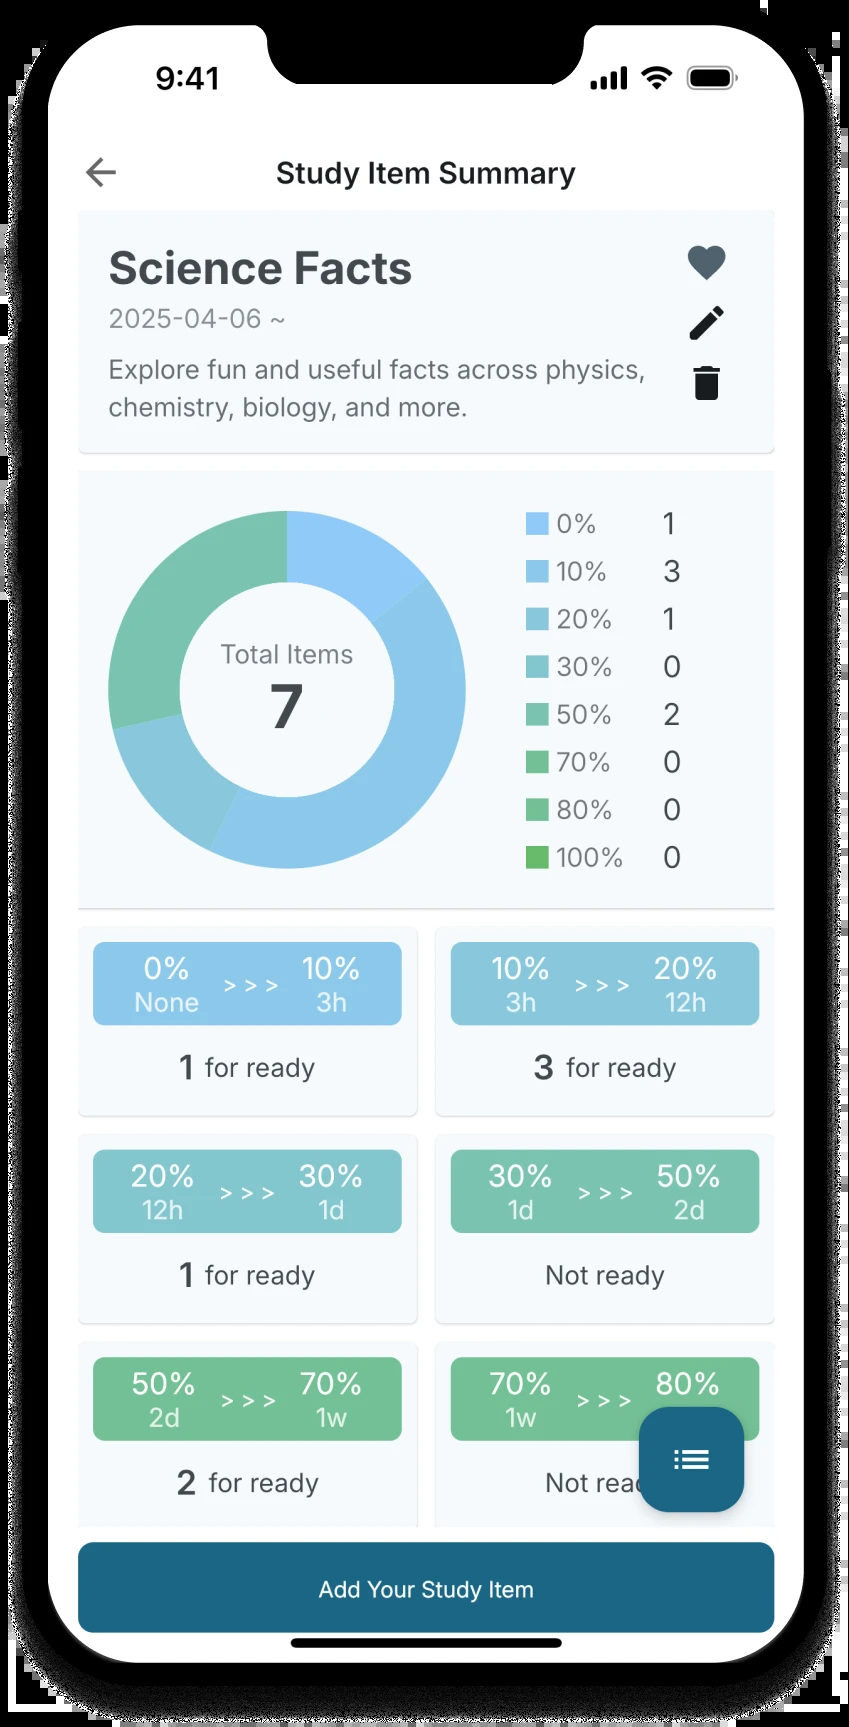 9:41
Study Item Summary
Science Facts
2025-04-06 ~
Explore fun and useful facts across physics,
chemistry, biology, and more.
Total Items
7
0% 1
10% 3
20% 1
30% 0
50% 2
70% 0
80% 0
100% 0
0% > > > 10%
None 3h
1 for ready
10% > > > 20%
3h 12h
3 for ready
20% > > > 30%
12h 1d
1 for ready
30% > > > 50%
1d 2d
Not ready
50% > > > 70%
2d 1w
2 for ready
70% > > > 80%
1w
Not read
Add Your Study Item